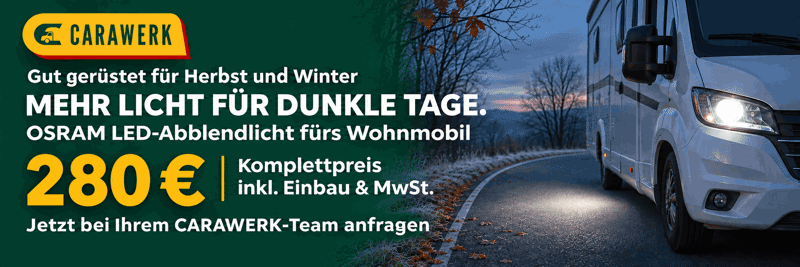 CARAWERK
Gut gerüstet für Herbst und Winter
MEHR LICHT FÜR DUNKLE TAGE.
OSRAM LED-Abblendlicht fürs Wohnmobil
280 €
Komplettpreis
inkl. Einbau & MwSt.
Jetzt bei Ihrem CARAWERK-Team anfragen